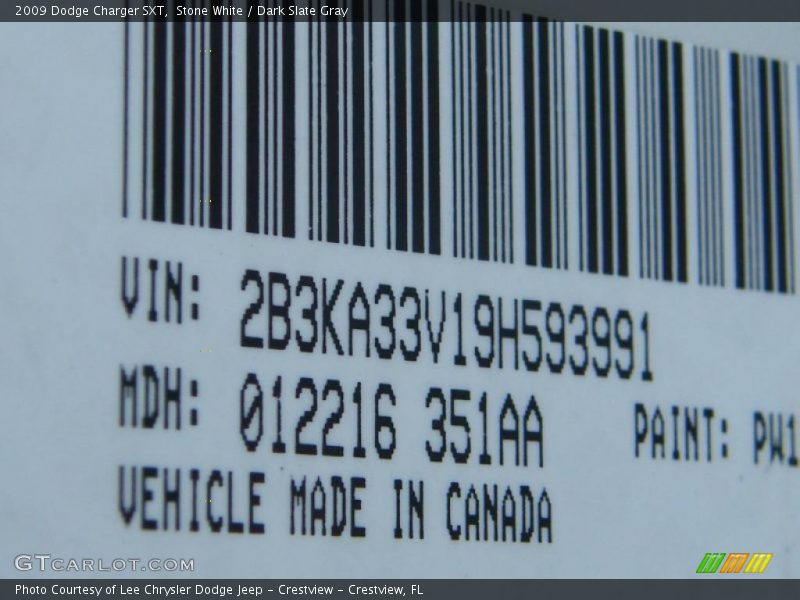 2009 Dodge Charger SXT, Stone White / Dark Slate Gray
VIN: 2B3KA33V19H593991
MDH: 012216 351AA PAINT: PW1
VEHICLE MADE IN CANADA
GTCARLOT.COM
Photo Courtesy of Lee Chrysler Dodge Jeep - Crestview - Crestview, FL